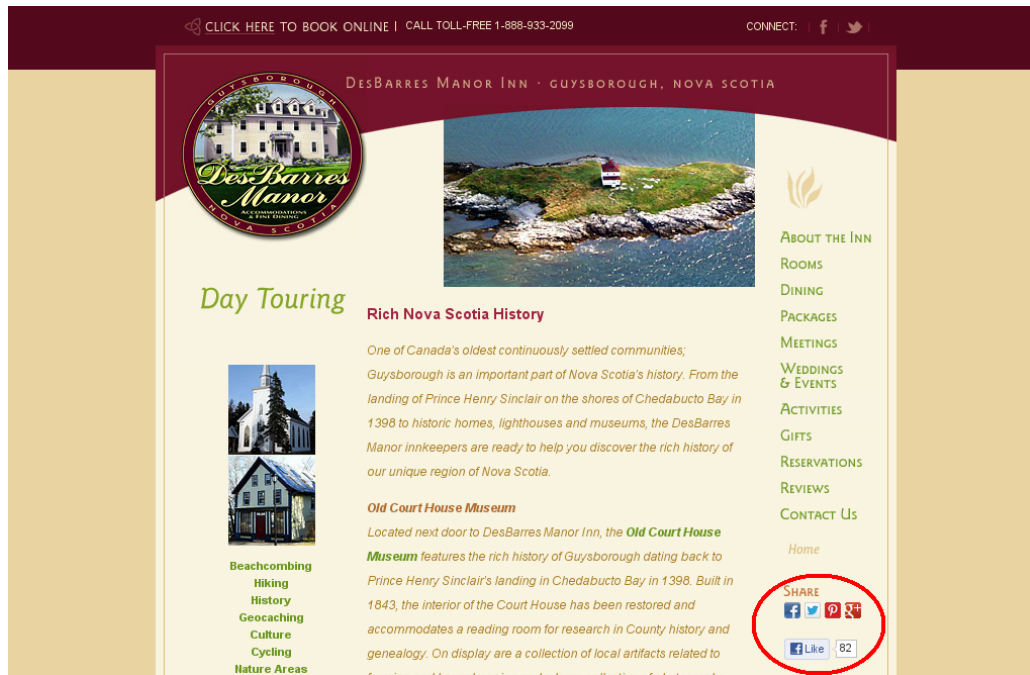 CLICK HERE TO BOOK ONLINE | CALL TOLL-FREE 1-888-933-2099
CONNECT:
DesBarres Manor Inn · Guysborough, Nova Scotia
GUYSBOROUGH
DesBarres
Manor
ACCOMMODATIONS
& FINE DINING
NOVA SCOTIA
Day Touring
Beachcombing
Hiking
History
Geocaching
Culture
Cycling
Nature Areas
Rich Nova Scotia History
One of Canada's oldest continuously settled communities;
Guysborough is an important part of Nova Scotia's history. From the
landing of Prince Henry Sinclair on the shores of Chedabucto Bay in
1398 to historic homes, lighthouses and museums, the DesBarres
Manor innkeepers are ready to help you discover the rich history of
our unique region of Nova Scotia.
Old Court House Museum
Located next door to DesBarres Manor Inn, the Old Court House
Museum features the rich history of Guysborough dating back to
Prince Henry Sinclair's landing in Chedabucto Bay in 1398. Built in
1843, the interior of the Court House has been restored and
accommodates a reading room for research in County history and
genealogy. On display are a collection of local artifacts related to
About the Inn
Rooms
Dining
Packages
Meetings
Weddings
& Events
Activities
Gifts
Reservations
Reviews
Contact Us
Home
Share
Like 82